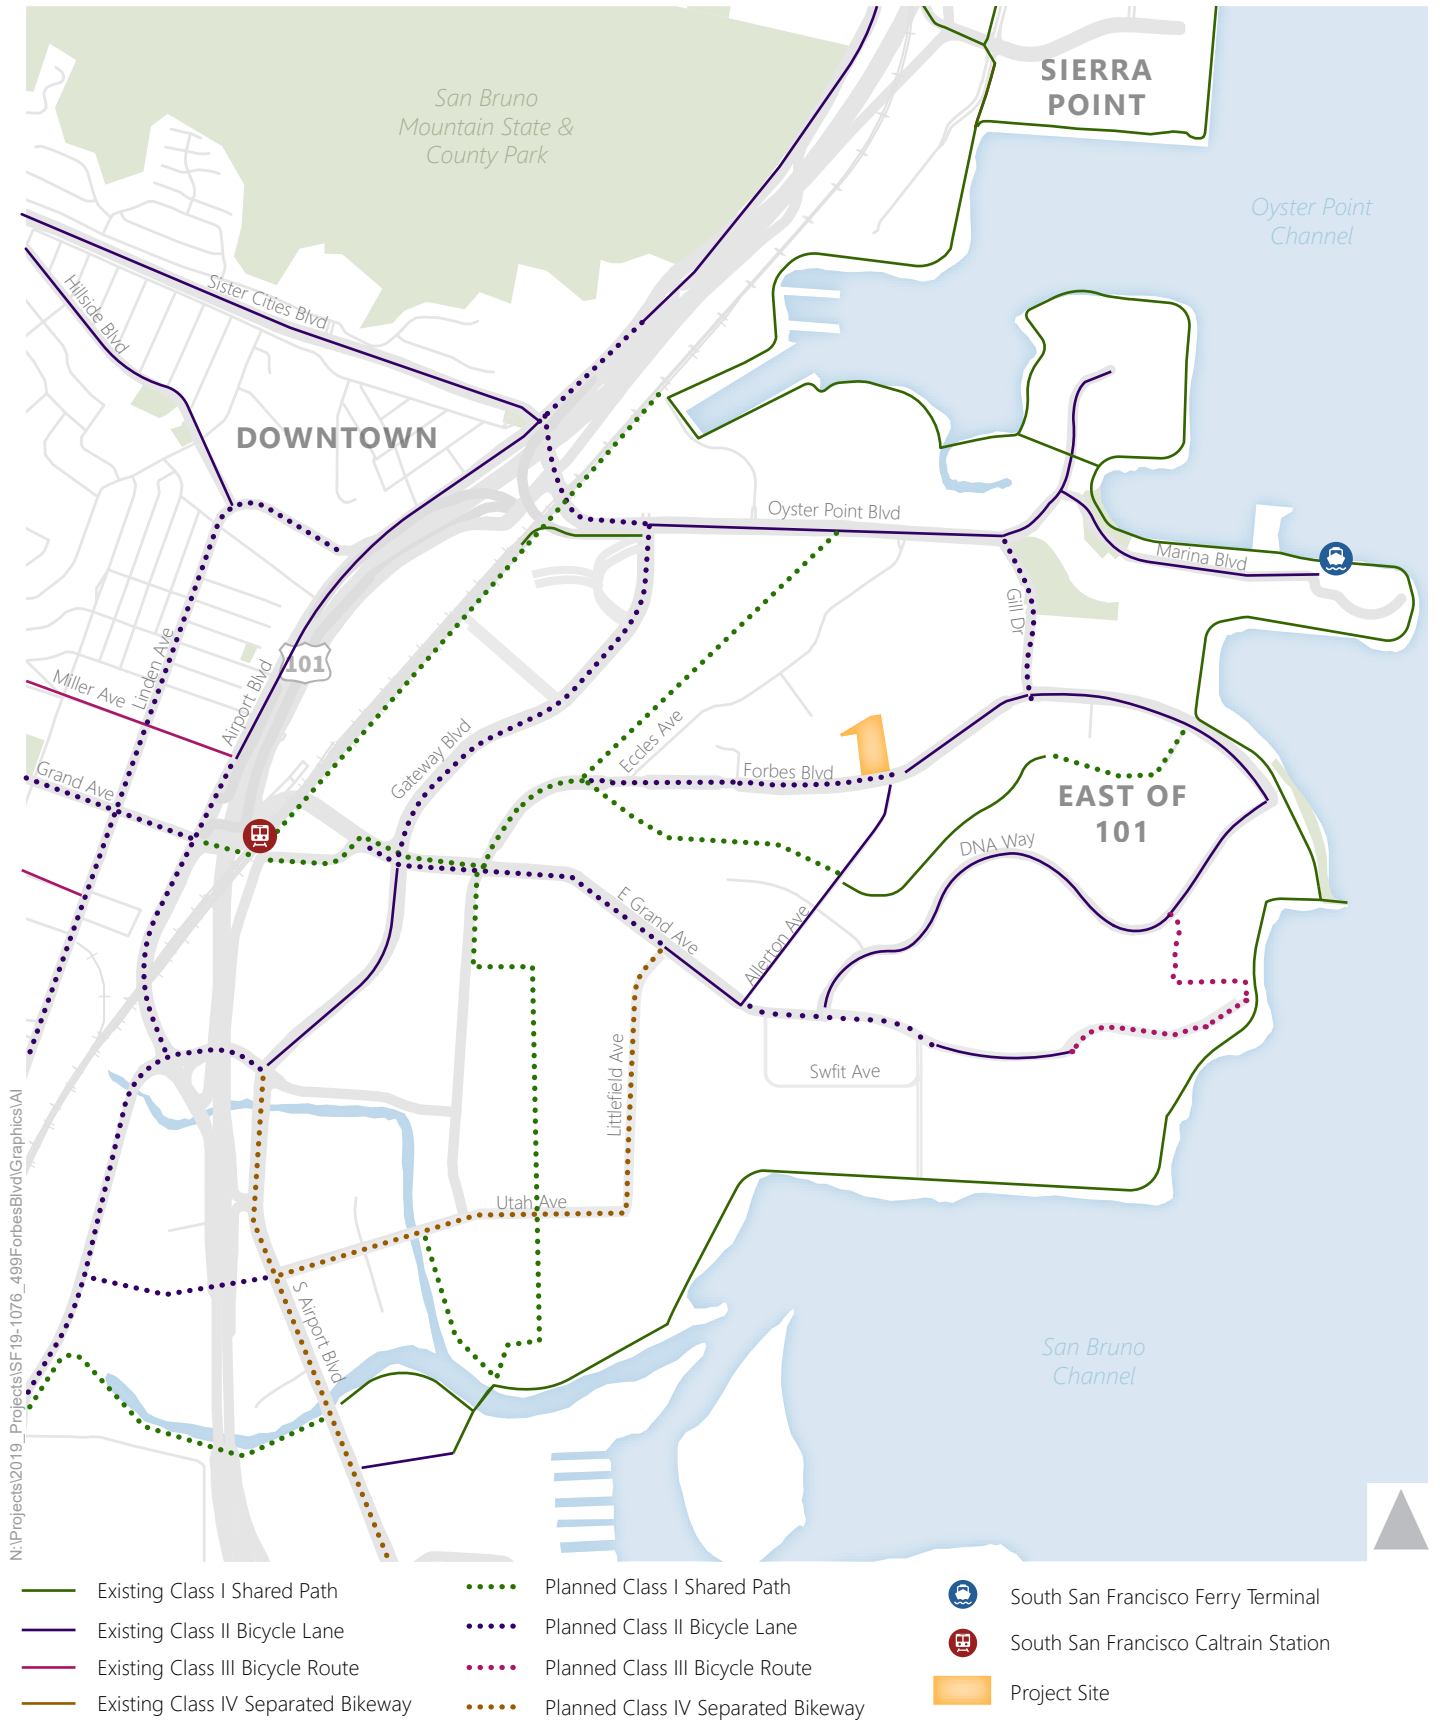 SIERRA
POINT
San Bruno
Mountain State &
County Park
Oyster Point
Channel
Sister Cities Blvd
Hillside Blvd
DOWNTOWN
Oyster Point Blvd
Marina Blvd
Gill Dr
Linden Ave
101
Miller Ave
Airport Blvd
Eccles Ave
Gateway Blvd
Grand Ave
Forbes Blvd
EAST OF
101
DNA Way
E Grand Ave
Allerton Ave
Littlefield Ave
Swfit Ave
Utah Ave
S Airport Blvd
San Bruno
Channel
N:\Projects\2019_Projects\SF19-1076_499ForbesBlvd\Graphics\AI
Existing Class I Shared Path
Existing Class II Bicycle Lane
Existing Class III Bicycle Route
Existing Class IV Separated Bikeway
Planned Class I Shared Path
Planned Class II Bicycle Lane
Planned Class III Bicycle Route
Planned Class IV Separated Bikeway
South San Francisco Ferry Terminal
South San Francisco Caltrain Station
Project Site